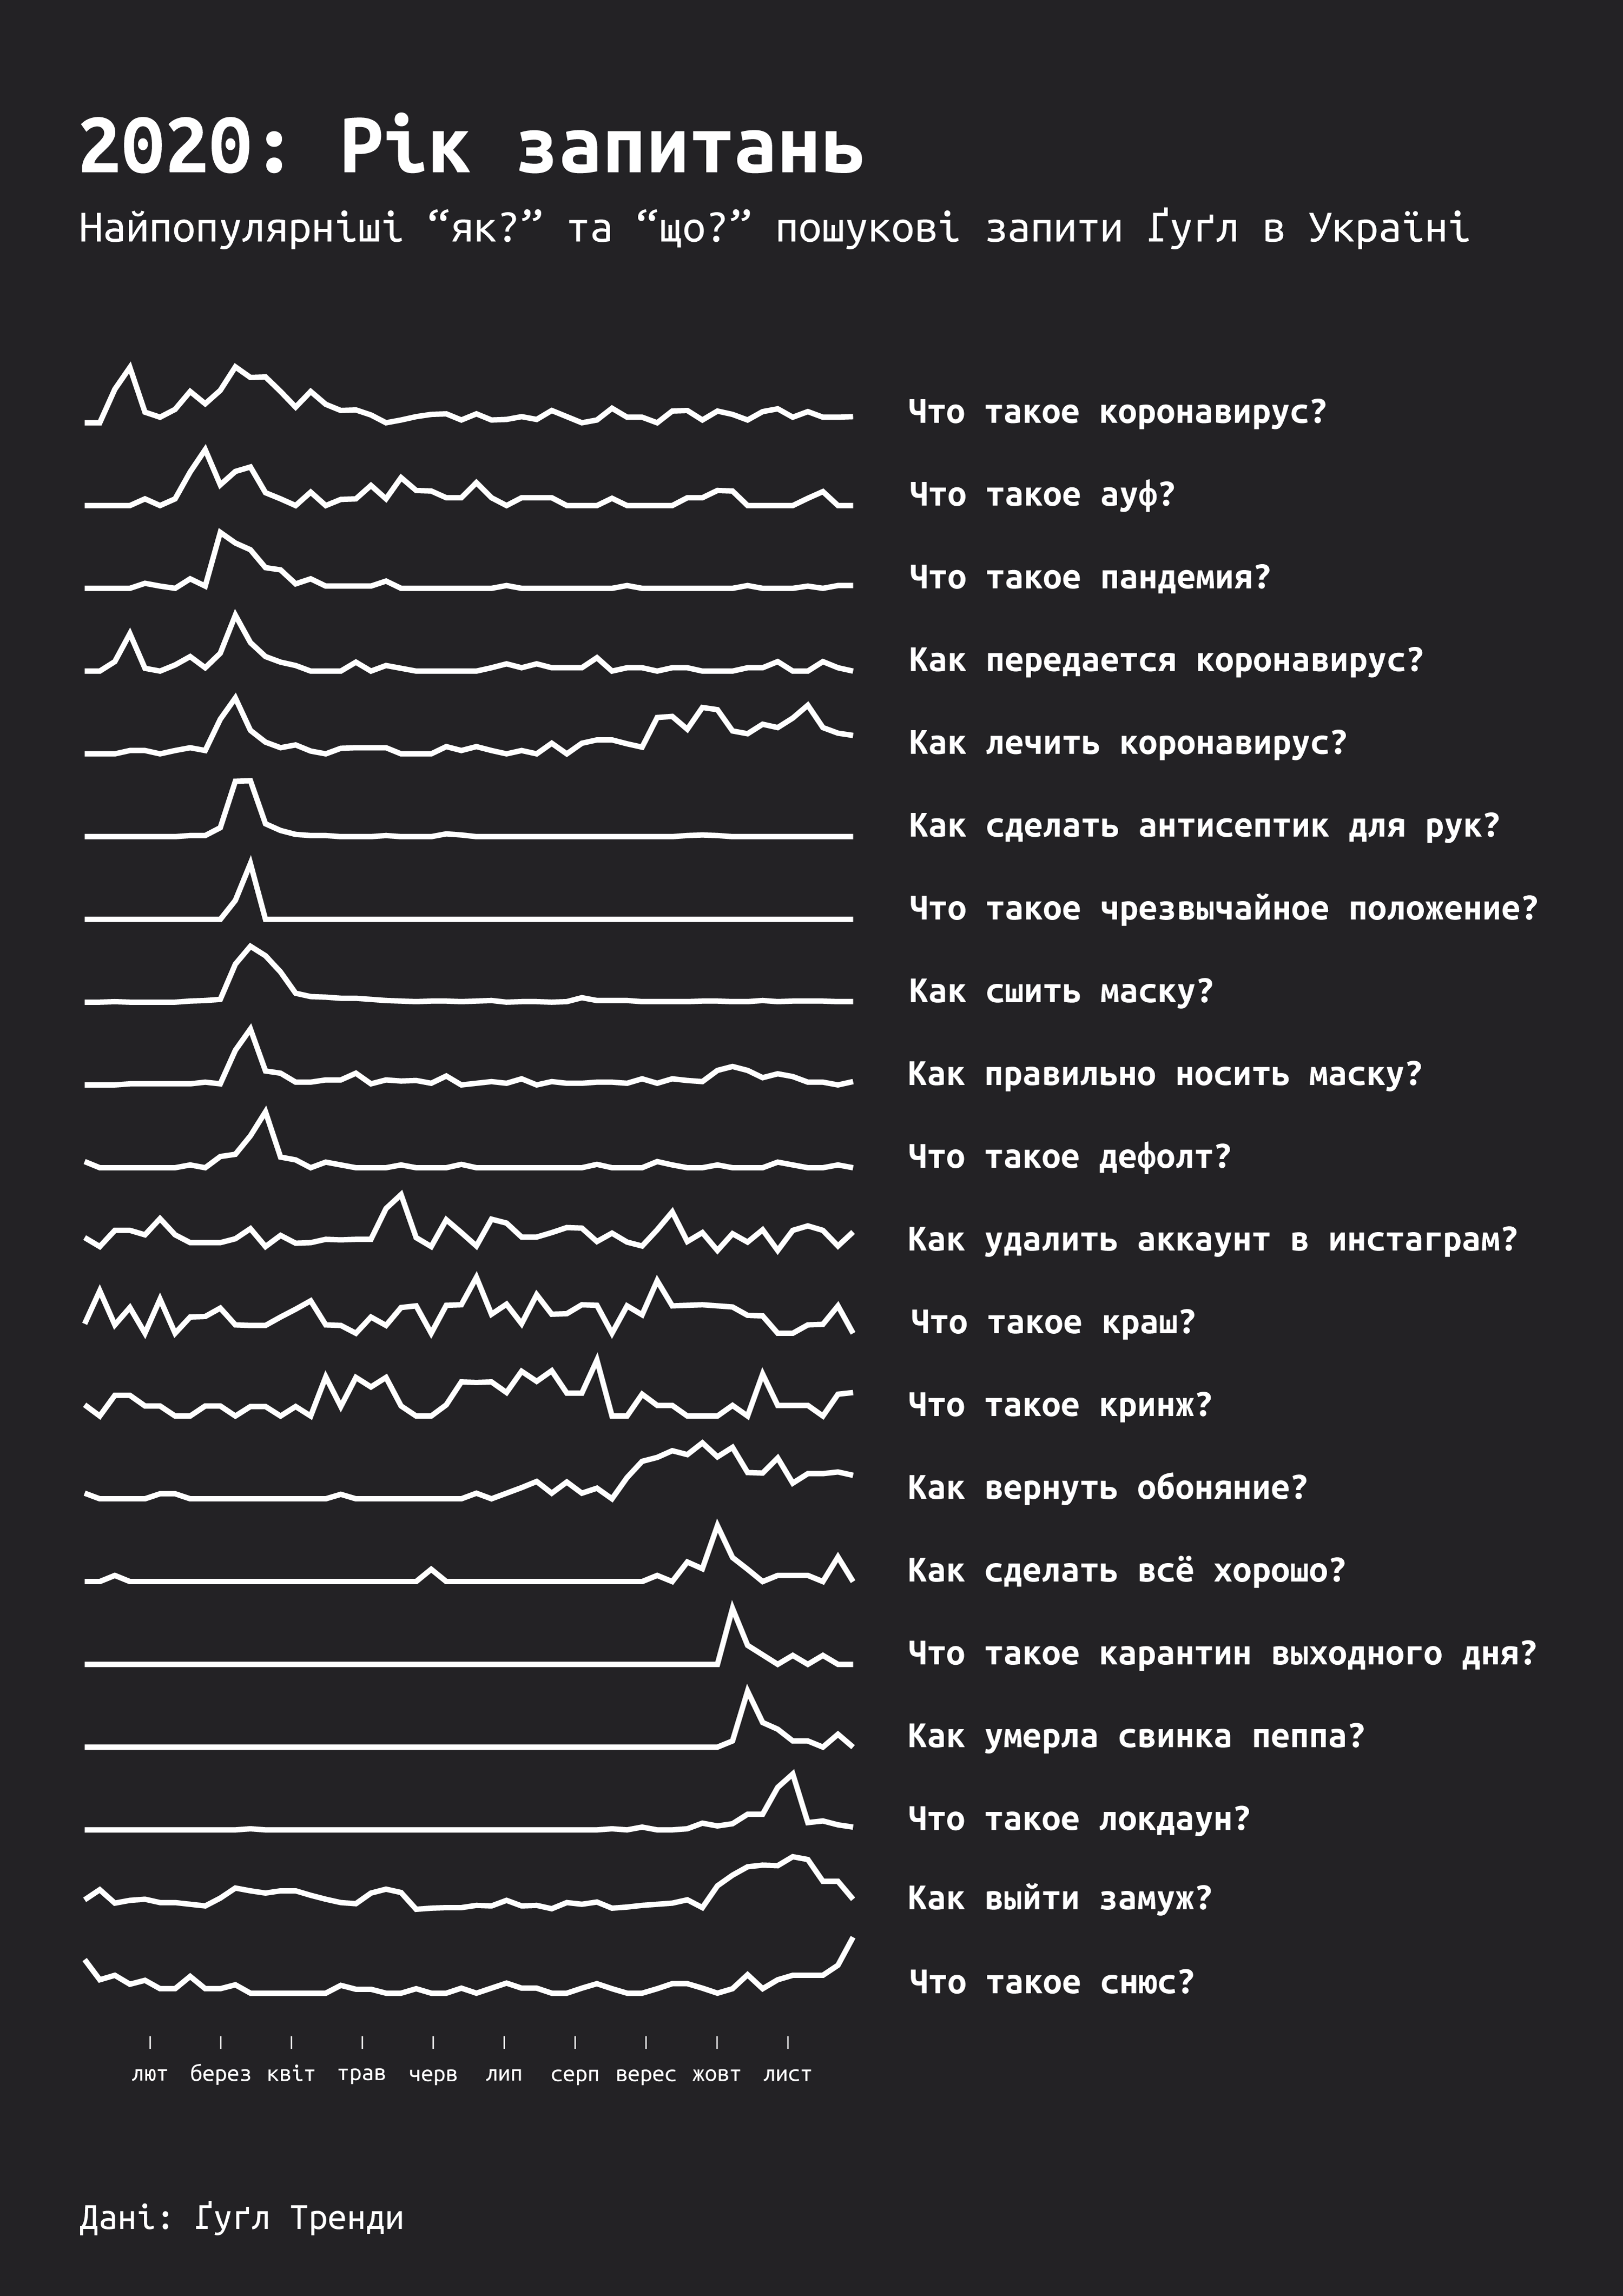 2020: Рік запитань
Найпопулярніші “як?” та “що?” пошукові запити Ґуґл в Україні
Что такое коронавирус?
Что такое ауф?
Что такое пандемия?
Как передается коронавирус?
Как лечить коронавирус?
Как сделать антисептик для рук?
Что такое чрезвычайное положение?
Как сшить маску?
Как правильно носить маску?
Что такое дефолт?
Как удалить аккаунт в инстаграм?
Что такое краш?
Что такое кринж?
Как вернуть обоняние?
Как сделать всё хорошо?
Что такое карантин выходного дня?
Как умерла свинка пеппа?
Что такое локдаун?
Как выйти замуж?
Что такое снюс?
лют берез квіт трав черв лип серп верес жовт лист
Дані: Ґуґл Тренди